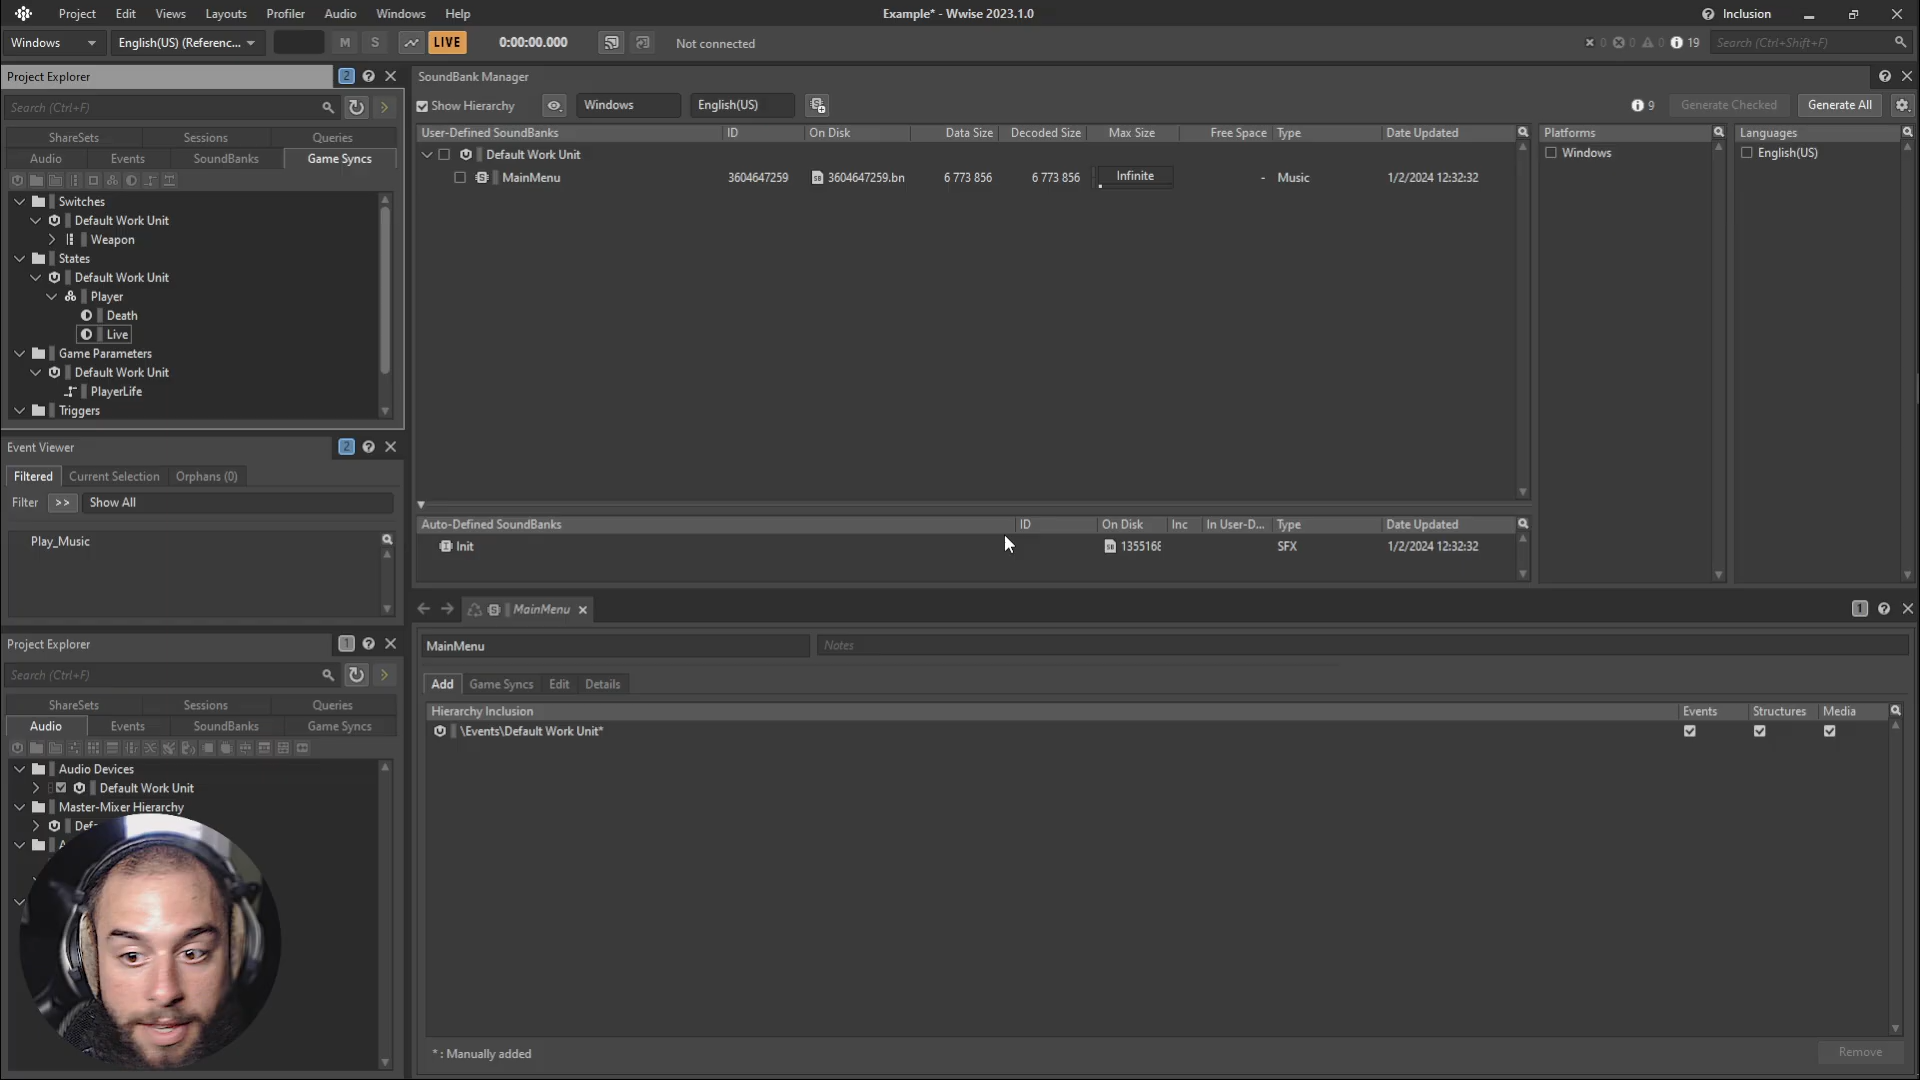 Project Edit Views Layouts Profiler Audio Windows Help Example* - Wwise 2023.1.0 Inclusion
Windows English(US) (Referenc... M S LIVE 0:00:00.000 Not connected 0 0 0 19 Search (Ctrl+Shift+F)
Project Explorer 2
Search (Ctrl+F)
ShareSets Sessions Queries
Audio Events SoundBanks Game Syncs
Switches
Default Work Unit
Weapon
States
Default Work Unit
Player
Death
Live
Game Parameters
Default Work Unit
PlayerLife
Triggers
Event Viewer 2
Filtered Current Selection Orphans (0)
Filter >> Show All
Play_Music
Project Explorer 1
Search (Ctrl+F)
ShareSets Sessions Queries
Audio Events SoundBanks Game Syncs
Audio Devices
Default Work Unit
Master-Mixer Hierarchy
SoundBank Manager
Show Hierarchy Windows English(US) 9 Generate Checked Generate All
User-Defined SoundBanks ID On Disk Data Size Decoded Size Max Size Free Space Type Date Updated
Default Work Unit
MainMenu 3604647259 3604647259.bn 6 773 856 6 773 856 Infinite - Music 1/2/2024 12:32:32
Platforms
Windows
Languages
English(US)
Auto-Defined SoundBanks ID On Disk Inc In User-D... Type Date Updated
Init 1355168 SFX 1/2/2024 12:32:32
MainMenu 1
MainMenu Notes
Add Game Syncs Edit Details
Hierarchy Inclusion Events Structures Media
\Events\Default Work Unit*
* : Manually added
Remove